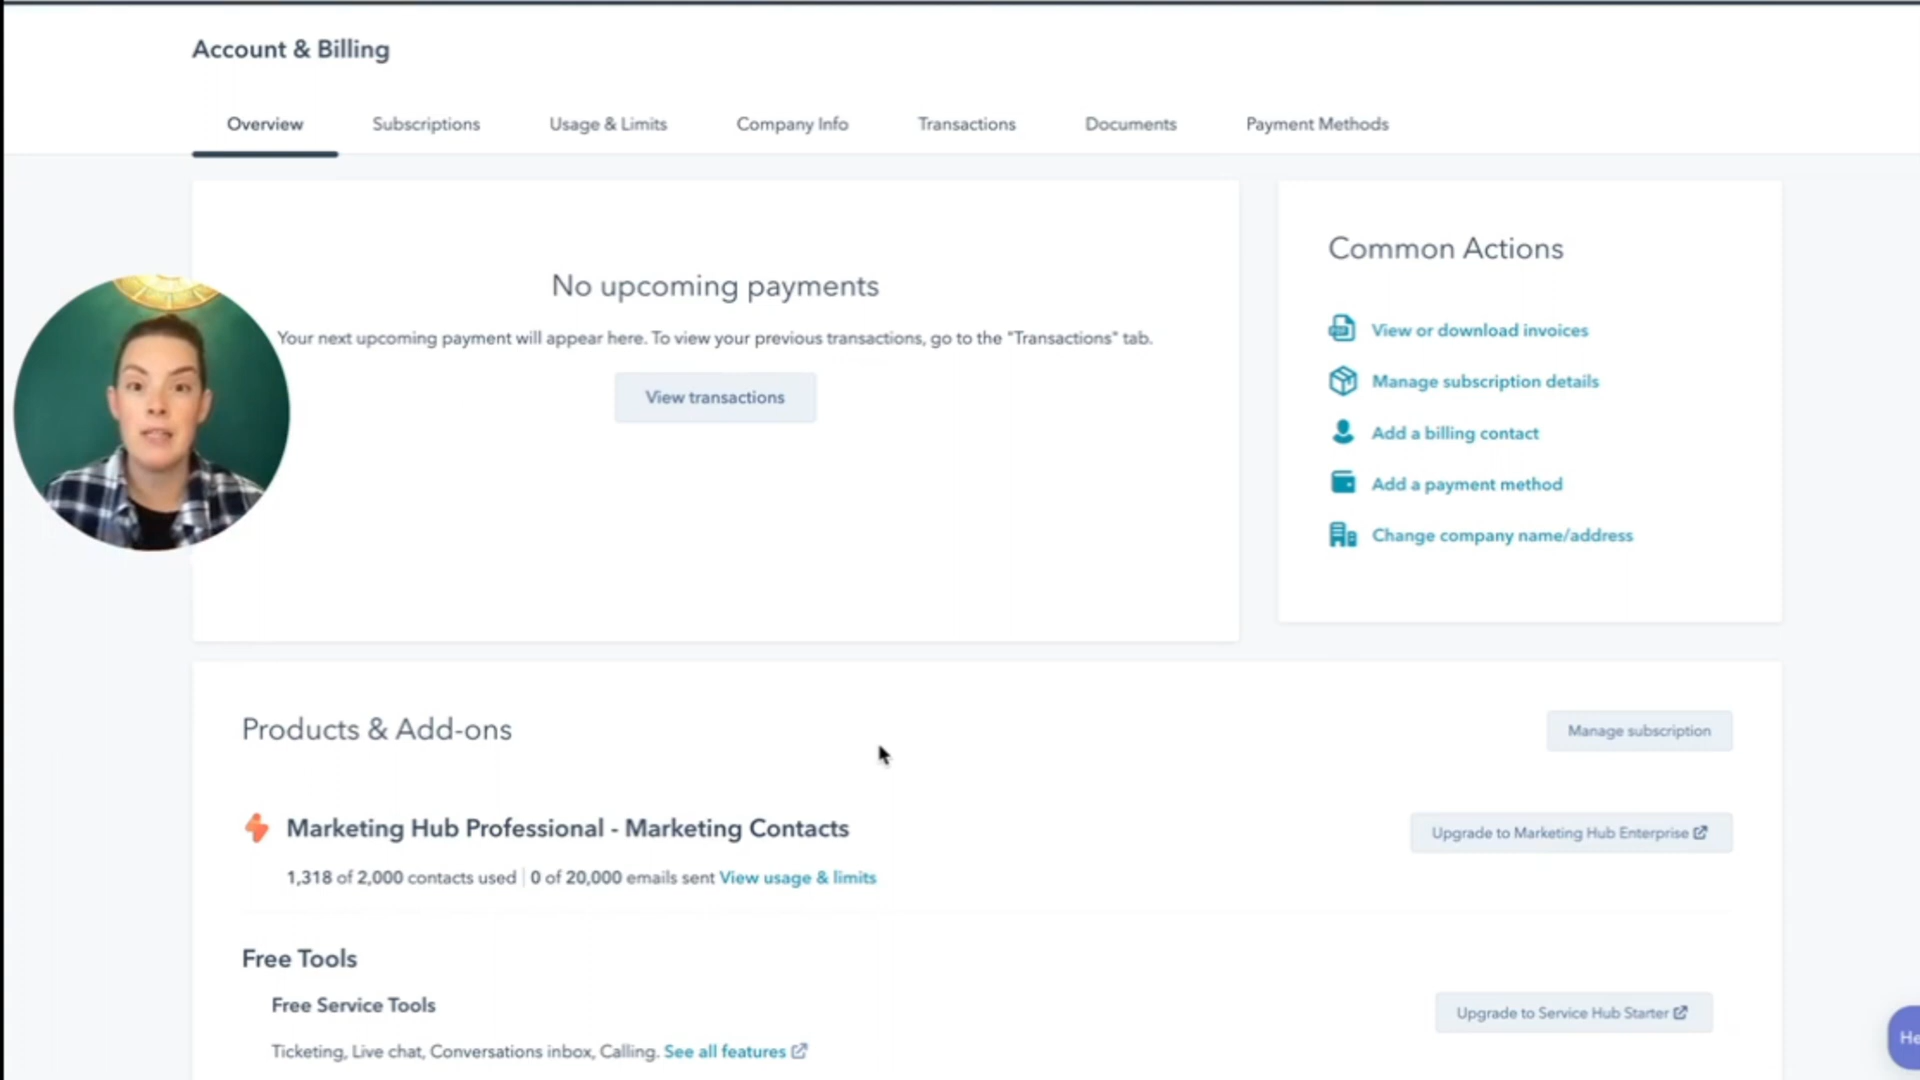 Account & Billing
Overview
Subscriptions
Usage & Limits
Company Info
Transactions
Documents
Payment Methods
No upcoming payments
Your next upcoming payment will appear here. To view your previous transactions, go to the "Transactions" tab.
View transactions
Common Actions
View or download invoices
Manage subscription details
Add a billing contact
Add a payment method
Change company name/address
Products & Add-ons
Manage subscription
Marketing Hub Professional - Marketing Contacts
Upgrade to Marketing Hub Enterprise
1,318 of 2,000 contacts used | 0 of 20,000 emails sent View usage & limits
Free Tools
Free Service Tools
Upgrade to Service Hub Starter
Ticketing, Live chat, Conversations inbox, Calling. See all features